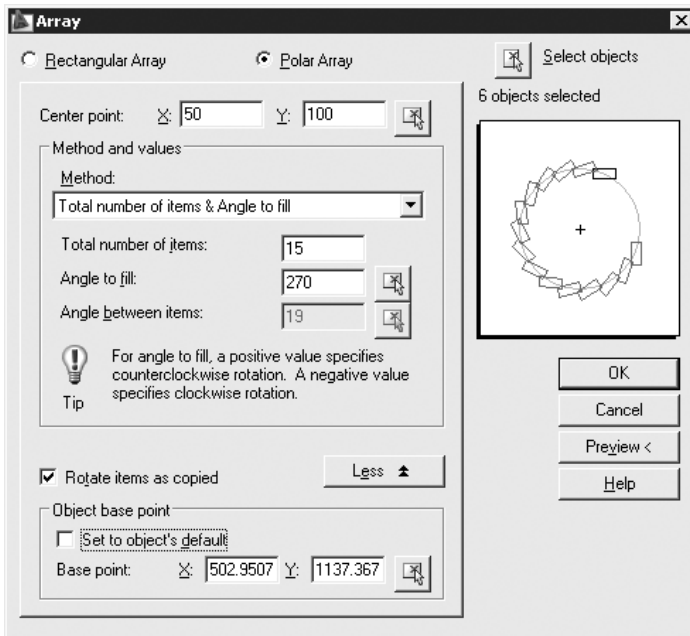 Array
Rectangular Array
Polar Array
Select objects
6 objects selected
Center point: X: 50 Y: 100
Method and values
Method:
Total number of items & Angle to fill
Total number of items: 15
Angle to fill: 270
Angle between items: 19
Tip
For angle to fill, a positive value specifies
counterclockwise rotation. A negative value
specifies clockwise rotation.
OK
Cancel
Preview <
Help
Rotate items as copied
Less
Object base point
Set to object's default
Base point: X: 502.9507 Y: 1137.367